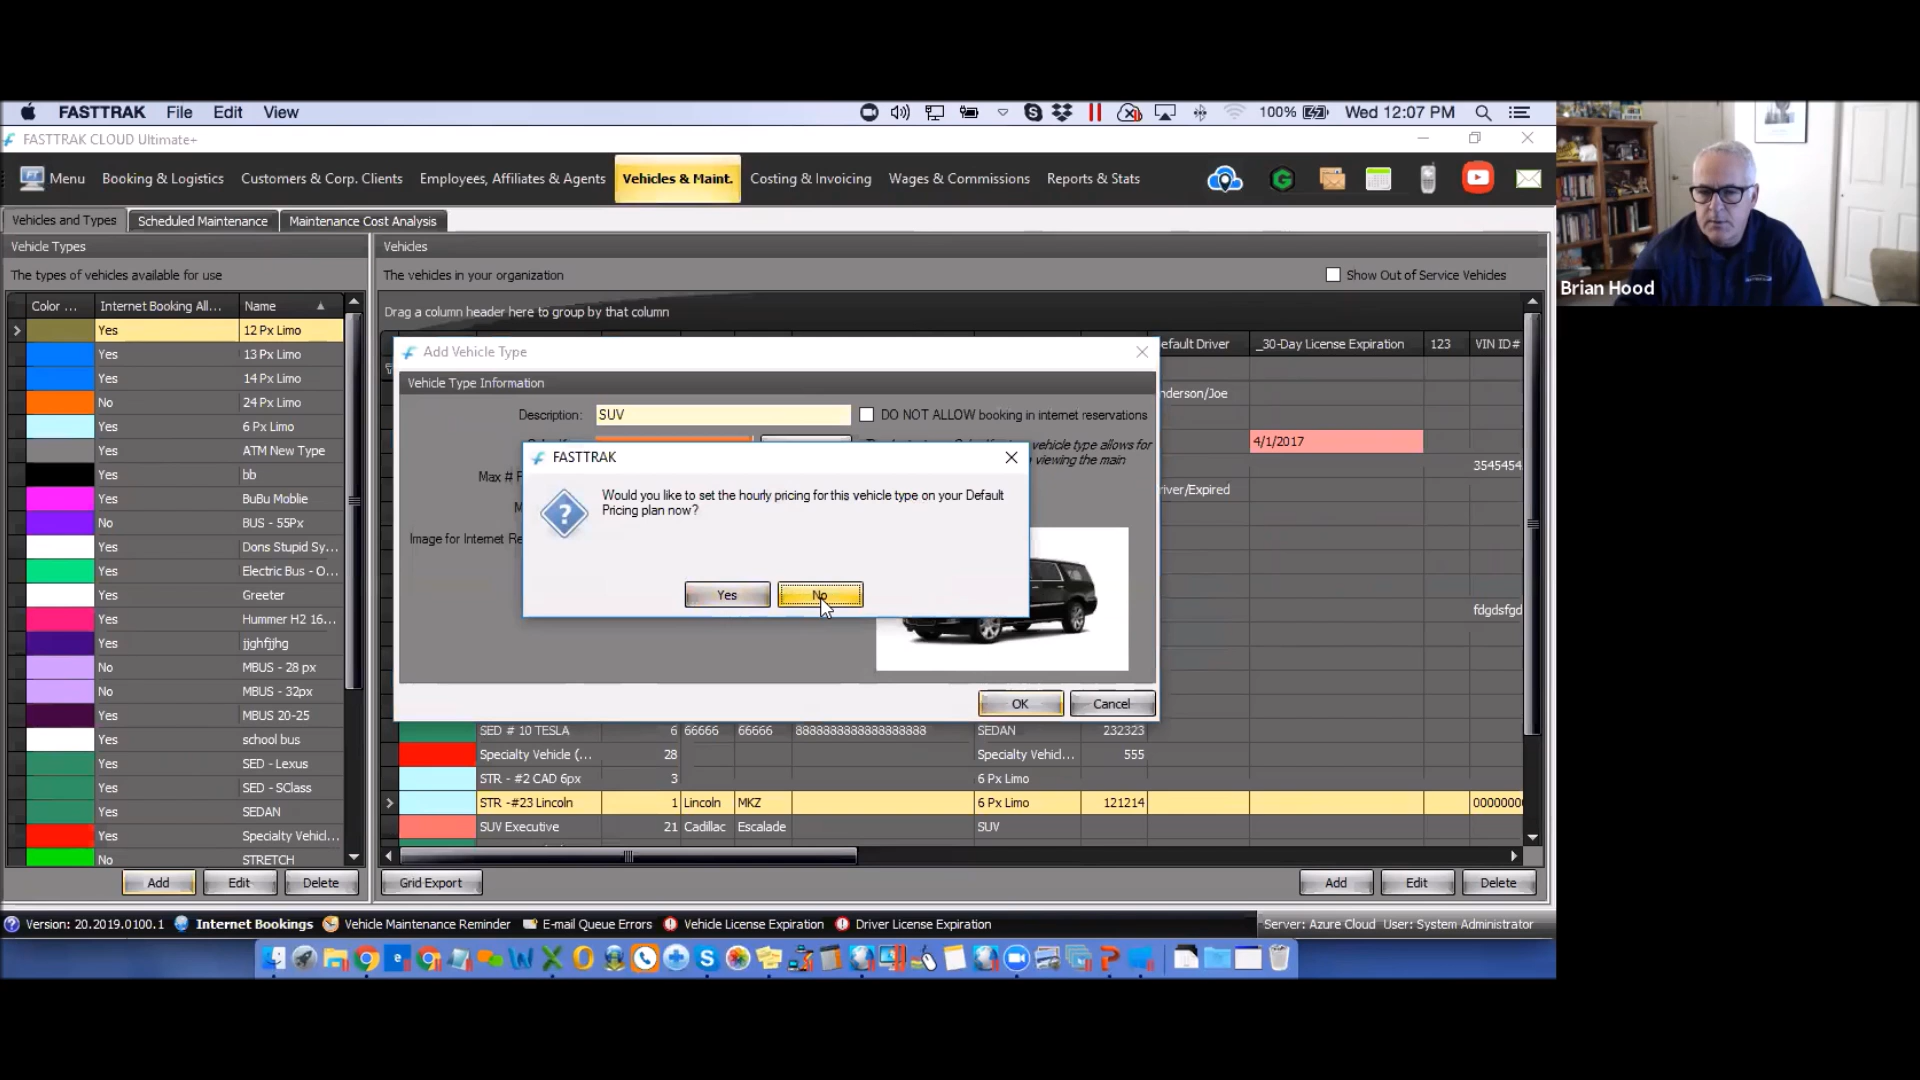 FASTTRAK File Edit View 100% Wed 12:07 PM
FASTTRAK CLOUD Ultimate+
Menu Booking & Logistics Customers & Corp. Clients Employees, Affiliates & Agents Vehicles & Maint. Costing & Invoicing Wages & Commissions Reports & Stats
Vehicles and Types Scheduled Maintenance Maintenance Cost Analysis
Vehicle Types Vehicles
The types of vehicles available for use The vehicles in your organization Show Out of Service Vehicles
Brian Hood
Color ... Internet Booking All... Name
Drag a column header here to group by that column
Yes 12 Px Limo
efault Driver _30-Day License Expiration 123 VIN ID#
Add Vehicle Type
Yes 13 Px Limo
Vehicle Type Information
Yes 14 Px Limo
nderson/Joe
No 24 Px Limo
Description: SUV DO NOT ALLOW booking in internet reservations
Yes 6 Px Limo
vehicle type allows for
4/1/2017
Yes ATM New Type
FASTTRAK
viewing the main
3545454
Yes bb
Max # P
river/Expired
Yes BuBu Moblie
Would you like to set the hourly pricing for this vehicle type on your Default
Pricing plan now?
M
No BUS - 55Px
Image for Internet Re
Yes Dons Stupid Sy...
Yes Electric Bus - O...
Yes Greeter
Yes No
fdgdsfgd
Yes Hummer H2 16...
Yes jjghfjjhg
No MBUS - 28 px
No MBUS - 32px
OK Cancel
Yes MBUS 20-25
SED # 10 TESLA 6 66666 66666 8888888888888888888 SEDAN 232323
Yes school bus
Specialty Vehicle (... 28 Specialty Vehicl... 555
Yes SED - Lexus
STR - #2 CAD 6px 3 6 Px Limo
Yes SED - SClass
STR -#23 Lincoln 1 Lincoln MKZ 6 Px Limo 121214 0000000
Yes SEDAN
SUV Executive 21 Cadillac Escalade SUV
Yes Specialty Vehicl...
No STRETCH
Add Edit Delete Grid Export Add Edit Delete
Version: 20.2019.0100.1 Internet Bookings Vehicle Maintenance Reminder E-mail Queue Errors Vehicle License Expiration Driver License Expiration Server: Azure Cloud User: System Administrator